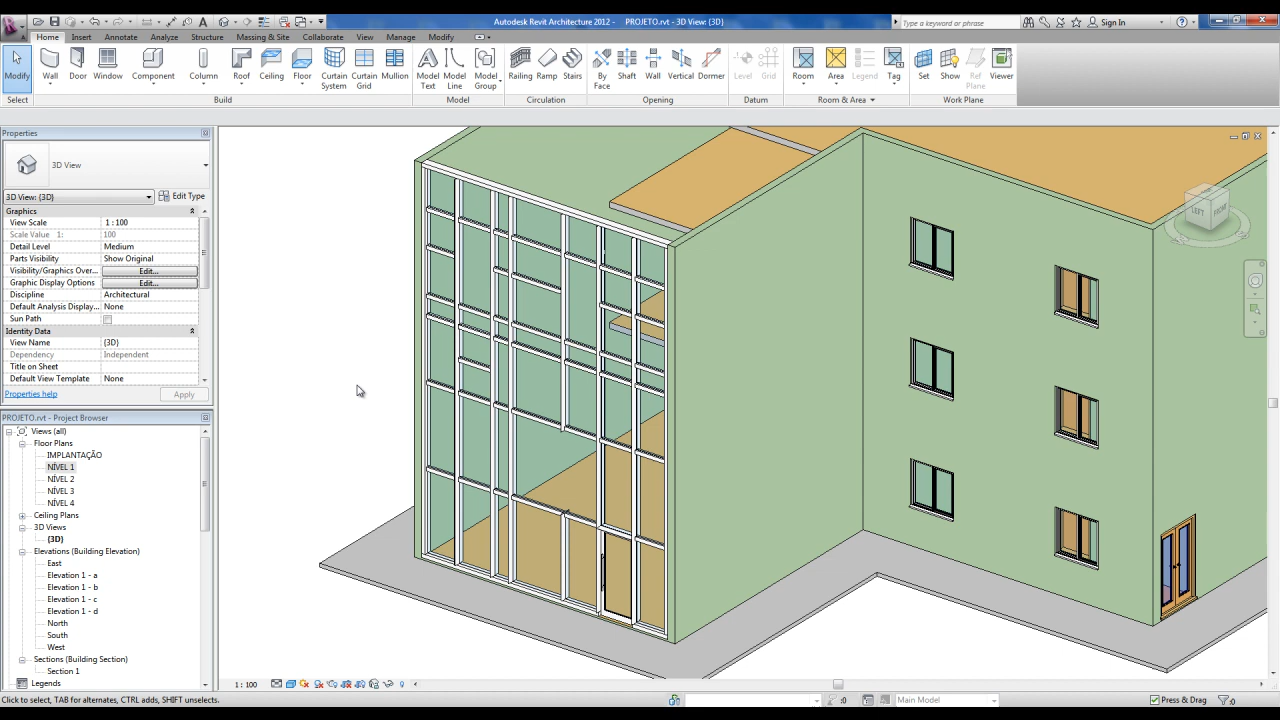 Autodesk Revit Architecture 2012 - PROJETO.rvt - 3D View: {3D}
Type a keyword or phrase
Sign In
Home Insert Annotate Analyze Structure Massing & Site Collaborate View Manage Modify
Modify Wall Door Window Component Column Roof Ceiling Floor Curtain System Curtain Grid Mullion Model Text Model Line Model Group Railing Ramp Stairs By Face Shaft Wall Vertical Dormer Level Grid Room Area Legend Tag Set Show Ref Plane Viewer
Select Build Model Circulation Opening Datum Room & Area Work Plane
Properties
3D View
3D View: {3D} Edit Type
Graphics
View Scale 1 : 100
Scale Value 1: 100
Detail Level Medium
Parts Visibility Show Original
Visibility/Graphics Over... Edit...
Graphic Display Options Edit...
Discipline Architectural
Default Analysis Display... None
Sun Path
Identity Data
View Name {3D}
Dependency Independent
Title on Sheet
Default View Template None
Properties help Apply
PROJETO.rvt - Project Browser
Views (all)
Floor Plans
IMPLANTAÇÃO
NÍVEL 1
NÍVEL 2
NÍVEL 3
NÍVEL 4
Ceiling Plans
3D Views
{3D}
Elevations (Building Elevation)
East
Elevation 1 - a
Elevation 1 - b
Elevation 1 - c
Elevation 1 - d
North
South
West
Sections (Building Section)
Section 1
Legends
LEFT FRONT
1 : 100
Click to select, TAB for alternates, CTRL adds, SHIFT unselects.
:0 Main Model Press & Drag :0